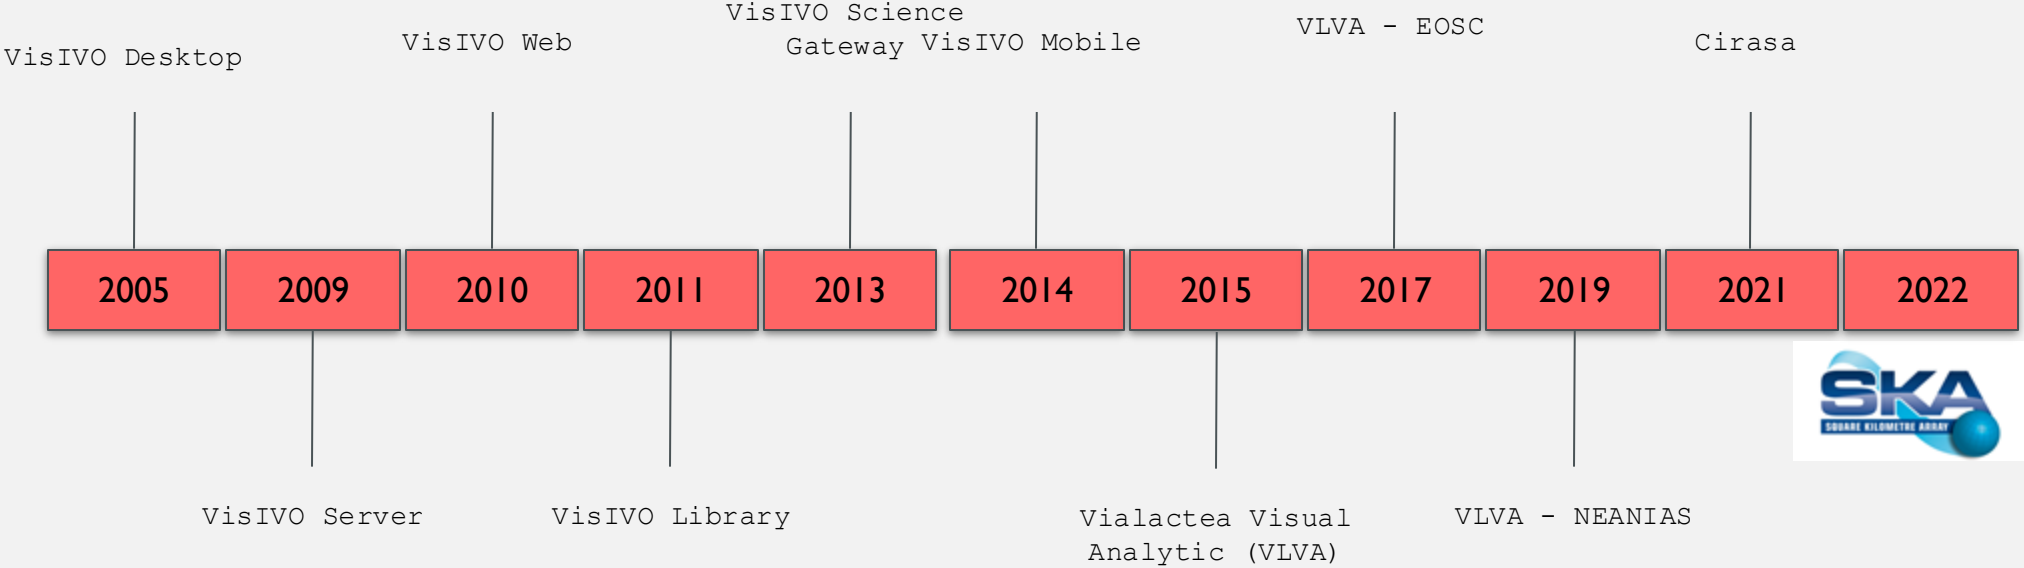 VisIVO Desktop
VisIVO Web
VisIVO Science
Gateway
VisIVO Mobile
VLVA - EOSC
Cirasa
2005
2009
2010
2011
2013
2014
2015
2017
2019
2021
2022
SKA
SQUARE KILOMETRE ARRAY
VisIVO Server
VisIVO Library
Vialactea Visual
Analytic (VLVA)
VLVA - NEANIAS